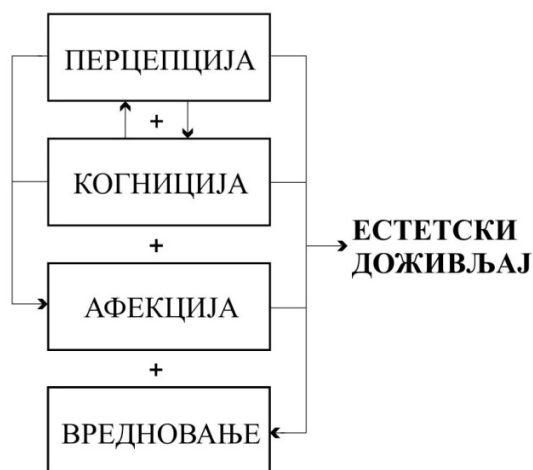 ПЕРЦЕПЦИЈА
+
КОГНИЦИЈА
+
АФЕКЦИЈА
+
ВРЕДНОВАЊЕ
ЕСТЕТСКИ
ДОЖИВЉАЈ